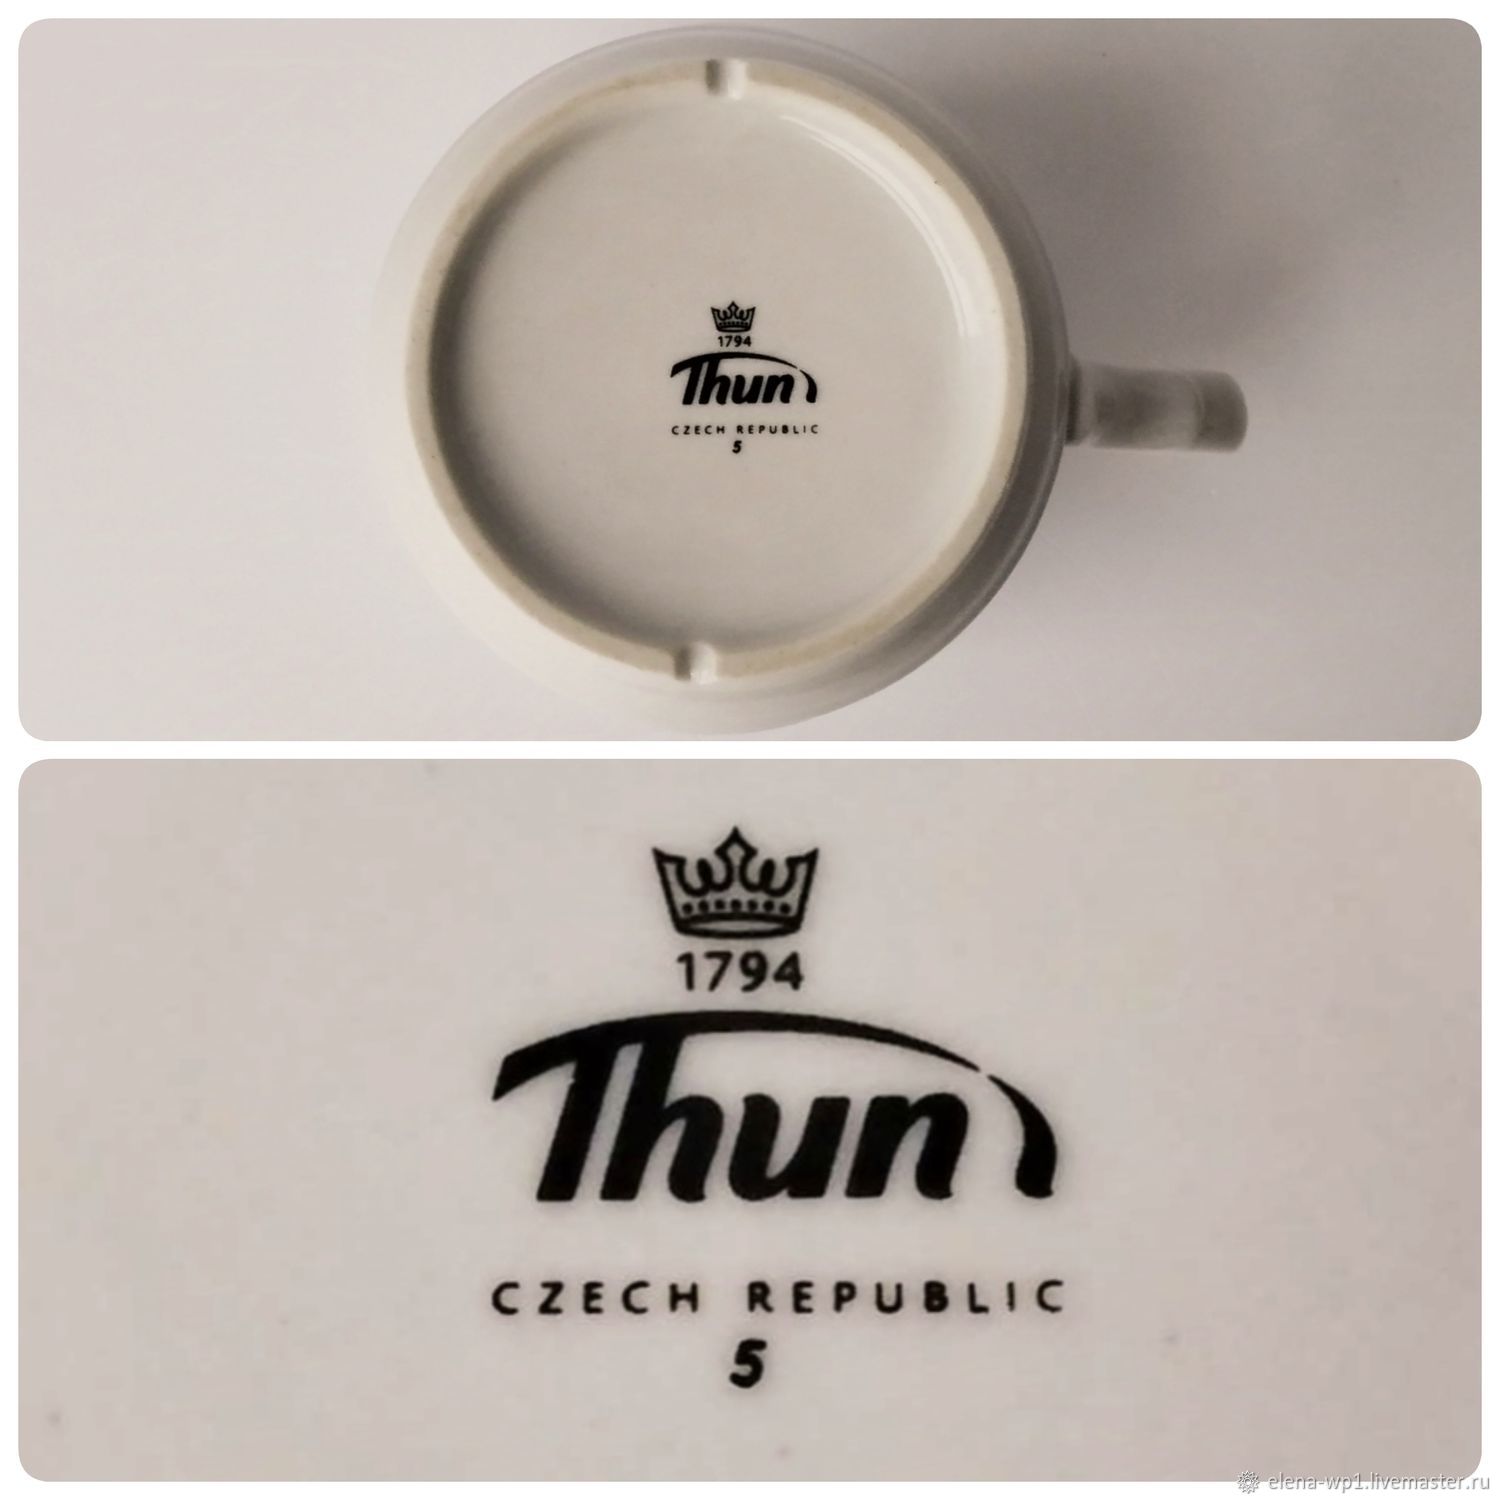 1794
Thun
CZECH REPUBLIC
5
1794
Thun
CZECH REPUBLIC
5
elena-wp1.livemaster.ru